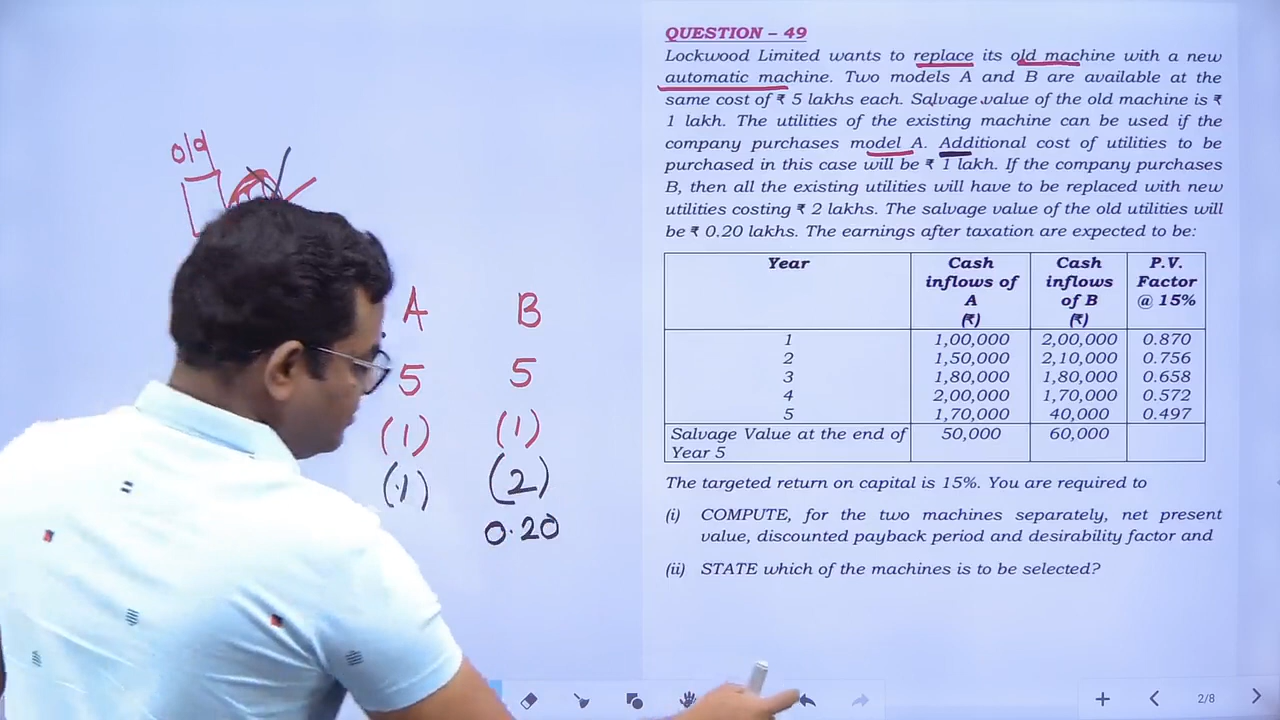 old
A B
5 5
(1) (1)
(1) (2)
0.20
QUESTION – 49
Lockwood Limited wants to replace its old machine with a new
automatic machine. Two models A and B are available at the
same cost of ₹ 5 lakhs each. Salvage value of the old machine is ₹
1 lakh. The utilities of the existing machine can be used if the
company purchases model A. Additional cost of utilities to be
purchased in this case will be ₹ 1 lakh. If the company purchases
B, then all the existing utilities will have to be replaced with new
utilities costing ₹ 2 lakhs. The salvage value of the old utilities will
be ₹ 0.20 lakhs. The earnings after taxation are expected to be:
Year Cash Cash P.V.
inflows of inflows Factor
A of B @ 15%
(₹) (₹)
1 1,00,000 2,00,000 0.870
2 1,50,000 2,10,000 0.756
3 1,80,000 1,80,000 0.658
4 2,00,000 1,70,000 0.572
5 1,70,000 40,000 0.497
Salvage Value at the end of 50,000 60,000
Year 5
The targeted return on capital is 15%. You are required to
(i) COMPUTE, for the two machines separately, net present
value, discounted payback period and desirability factor and
(ii) STATE which of the machines is to be selected?
2/8